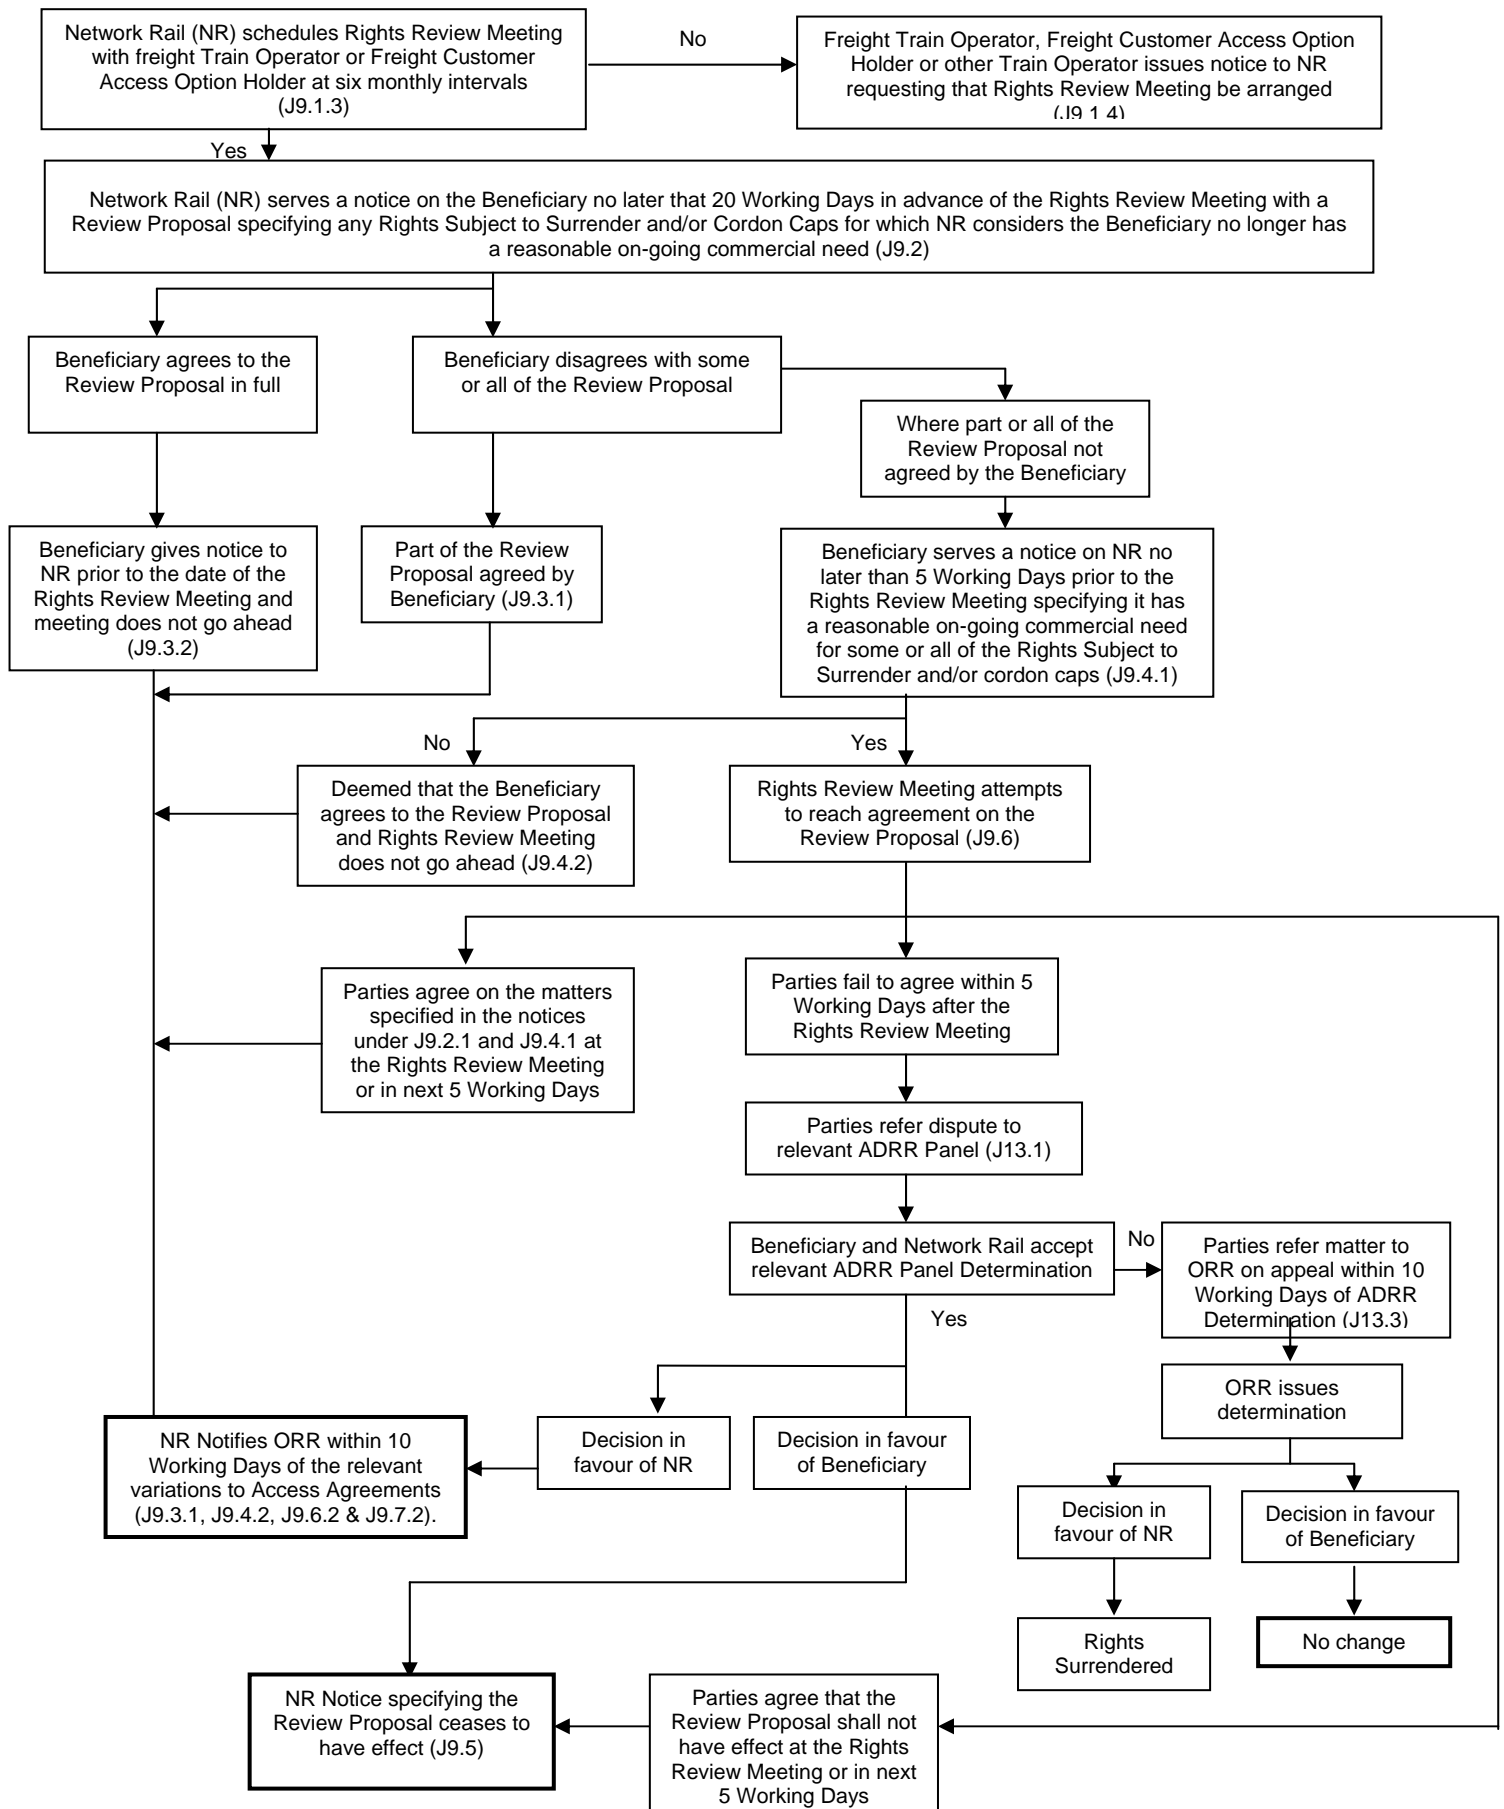 Network Rail (NR) schedules Rights Review Meeting
with freight Train Operator or Freight Customer
Access Option Holder at six monthly intervals
(J9.1.3)
No
Freight Train Operator, Freight Customer Access Option
Holder or other Train Operator issues notice to NR
requesting that Rights Review Meeting be arranged
(J9.1.4)
Yes
Network Rail (NR) serves a notice on the Beneficiary no later that 20 Working Days in advance of the Rights Review Meeting with a
Review Proposal specifying any Rights Subject to Surrender and/or Cordon Caps for which NR considers the Beneficiary no longer has
a reasonable on-going commercial need (J9.2)
Beneficiary agrees to the
Review Proposal in full
Beneficiary disagrees with some
or all of the Review Proposal
Where part or all of the
Review Proposal not
agreed by the Beneficiary
Beneficiary gives notice to
NR prior to the date of the
Rights Review Meeting and
meeting does not go ahead
(J9.3.2)
Part of the Review
Proposal agreed by
Beneficiary (J9.3.1)
Beneficiary serves a notice on NR no
later than 5 Working Days prior to the
Rights Review Meeting specifying it has
a reasonable on-going commercial need
for some or all of the Rights Subject to
Surrender and/or cordon caps (J9.4.1)
No
Yes
Deemed that the Beneficiary
agrees to the Review Proposal
and Rights Review Meeting
does not go ahead (J9.4.2)
Rights Review Meeting attempts
to reach agreement on the
Review Proposal (J9.6)
Parties agree on the matters
specified in the notices
under J9.2.1 and J9.4.1 at
the Rights Review Meeting
or in next 5 Working Days
Parties fail to agree within 5
Working Days after the
Rights Review Meeting
Parties refer dispute to
relevant ADRR Panel (J13.1)
Beneficiary and Network Rail accept
relevant ADRR Panel Determination
No
Parties refer matter to
ORR on appeal within 10
Working Days of ADRR
Determination (J13.3)
Yes
ORR issues
determination
NR Notifies ORR within 10
Working Days of the relevant
variations to Access Agreements
(J9.3.1, J9.4.2, J9.6.2 & J9.7.2).
Decision in
favour of NR
Decision in favour
of Beneficiary
Decision in
favour of NR
Decision in favour
of Beneficiary
Rights
Surrendered
No change
NR Notice specifying the
Review Proposal ceases to
have effect (J9.5)
Parties agree that the
Review Proposal shall not
have effect at the Rights
Review Meeting or in next
5 Working Days